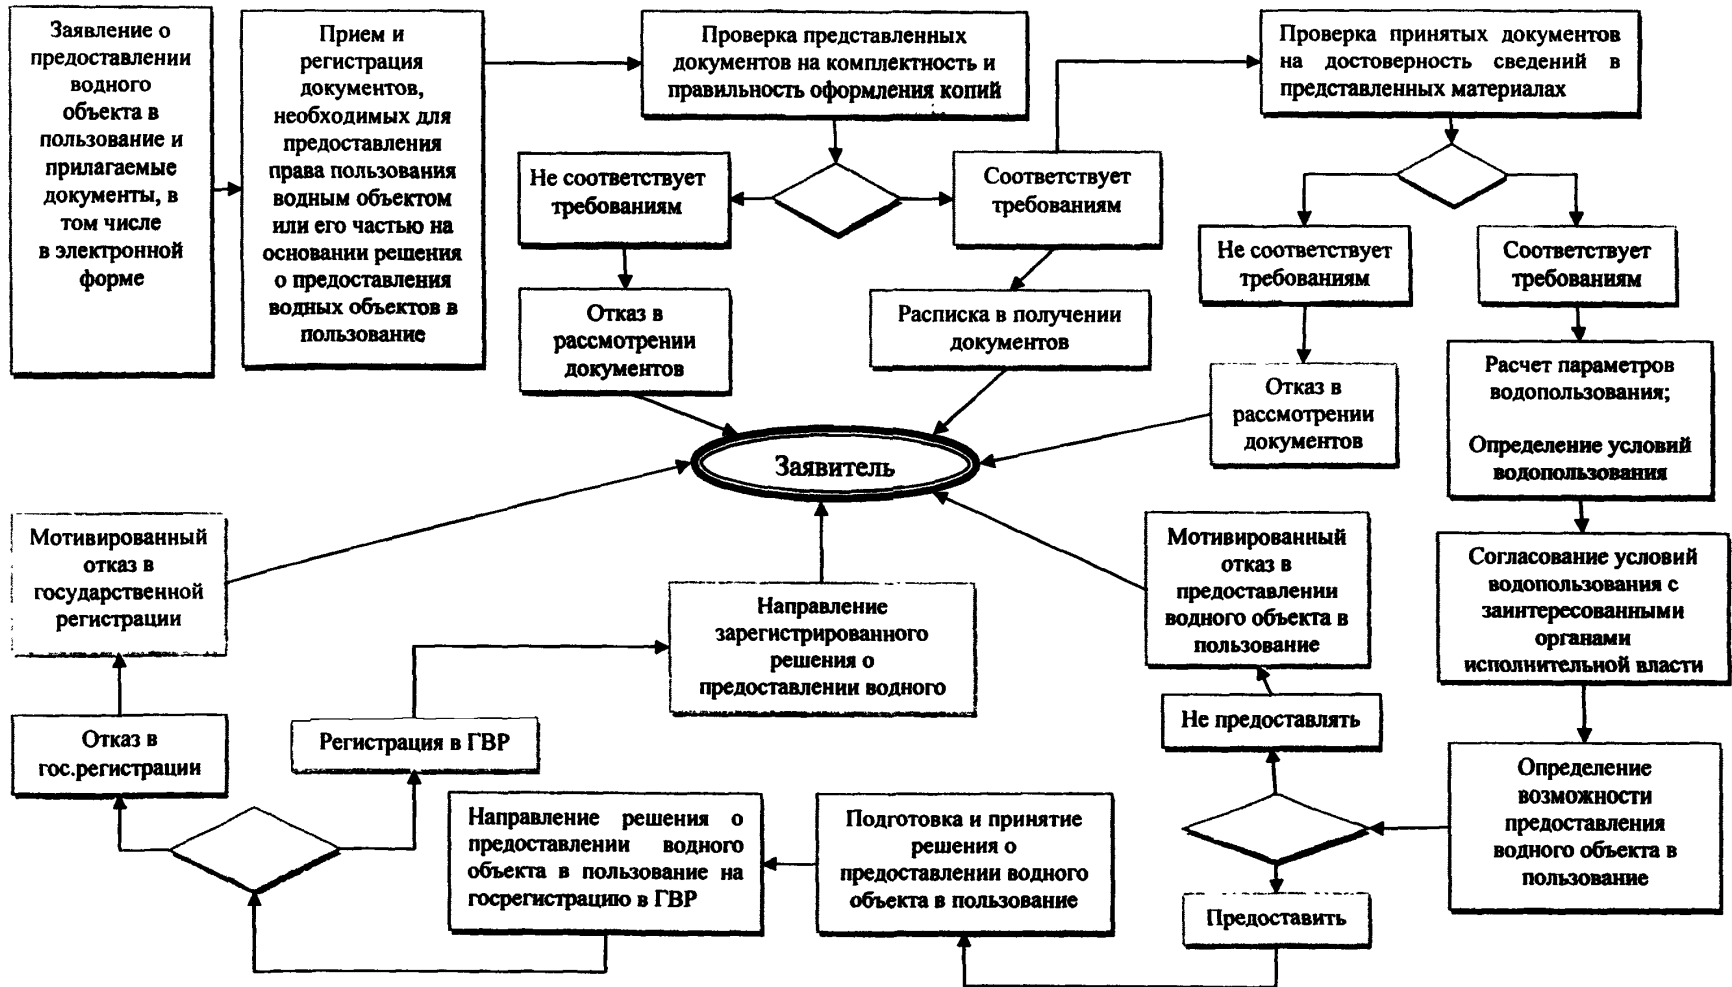 Заявление о
предоставлении
водного
объекта в
пользование и
прилагаемые
документы, в
том числе
в электронной
форме
Прием и
регистрация
документов,
необходимых для
предоставления
права пользования
водным объектом
или его частью на
основании решения
о предоставления
водных объектов в
пользование
Проверка представленных
документов на комплектность и
правильность оформления копий
Проверка принятых документов
на достоверность сведений в
представленных материалах
Не соответствует
требованиям
Соответствует
требованиям
Не соответствует
требованиям
Соответствует
требованиям
Отказ в
рассмотрении
документов
Расписка в получении
документов
Отказ в
рассмотрении
документов
Расчет параметров
водопользования;
Определение условий
водопользования
Заявитель
Мотивированный
отказ в
государственной
регистрации
Направление
зарегистрированного
решения о
предоставлении водного
Мотивированный
отказ в
предоставлении
водного объекта в
пользование
Согласование условий
водопользования с
заинтересованными
органами
исполнительной власти
Отказ в
гос.регистрации
Регистрация в ГВР
Не предоставлять
Направление решения о
предоставлении водного
объекта в пользование на
госрегистрацию в ГВР
Подготовка и принятие
решения о
предоставлении водного
объекта в пользование
Предоставить
Определение
возможности
предоставления
водного объекта в
пользование